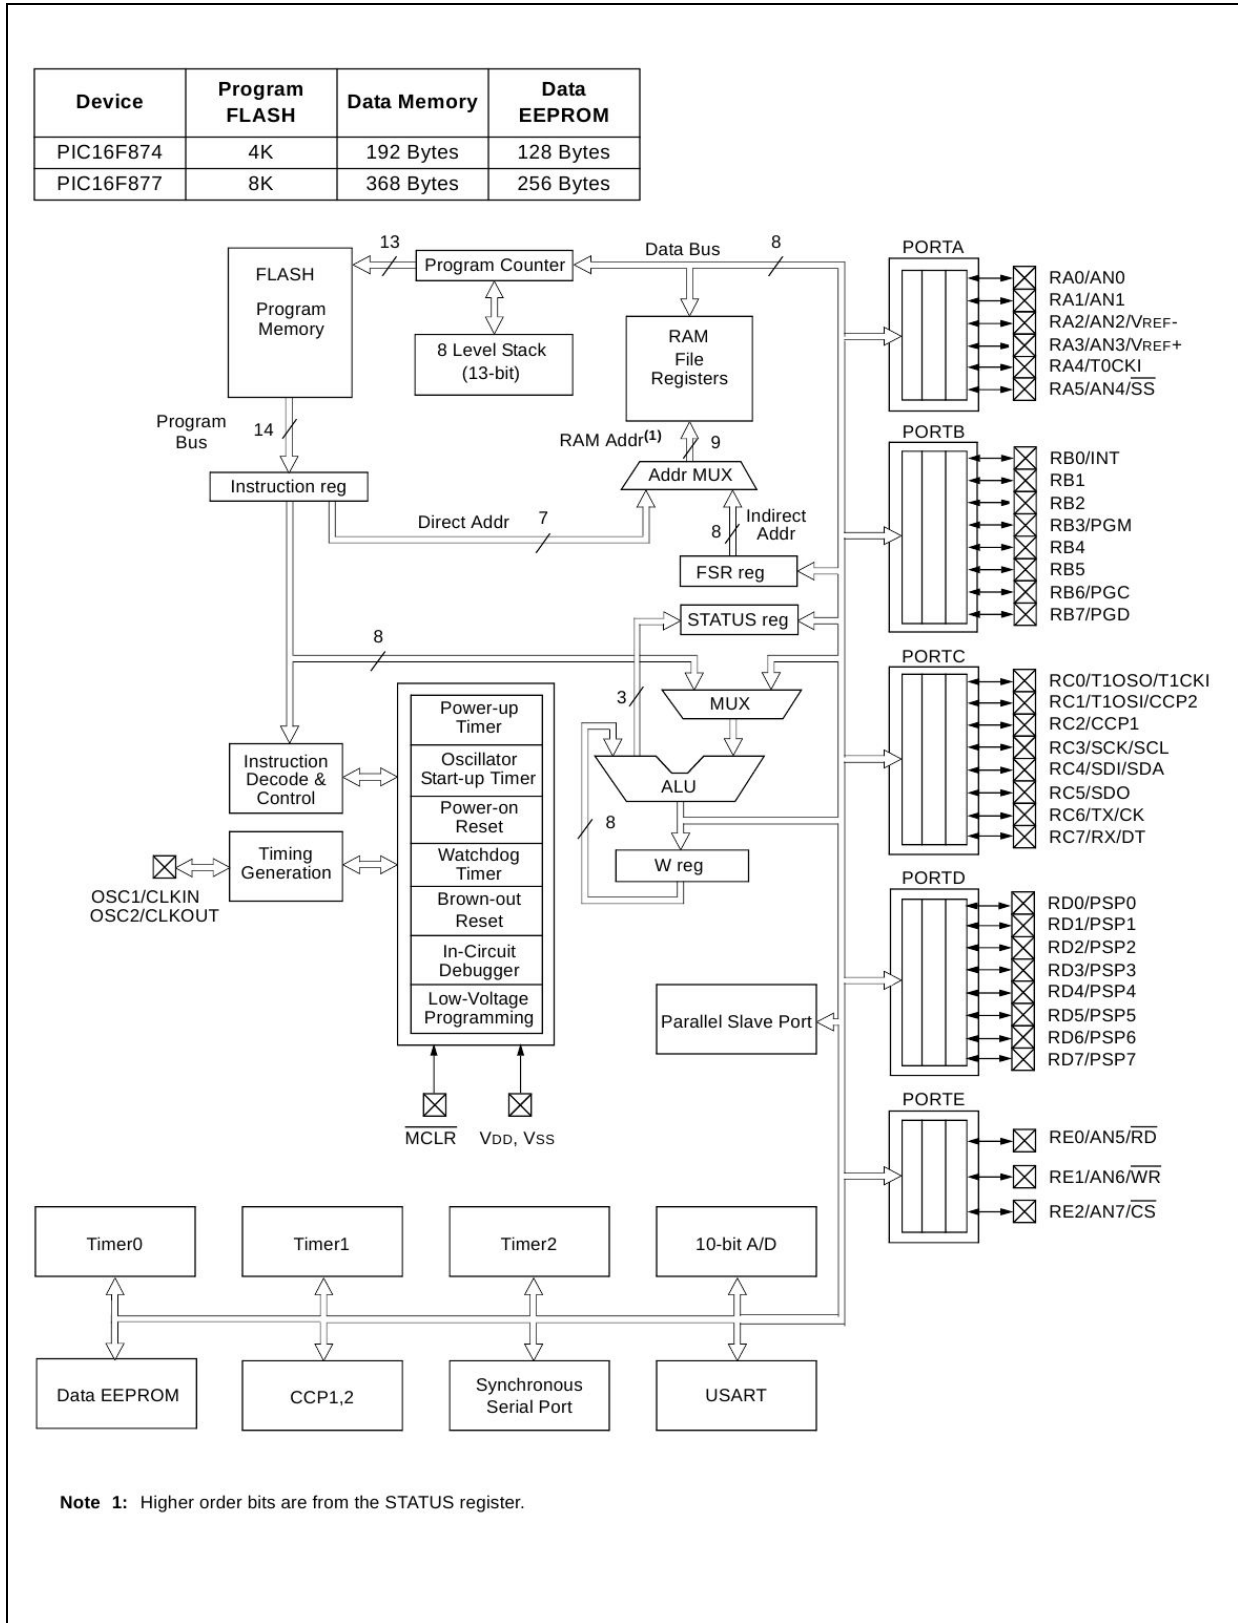 Device Program FLASH Data Memory Data EEPROM
PIC16F874 4K 192 Bytes 128 Bytes
PIC16F877 8K 368 Bytes 256 Bytes
FLASH
Program
Memory
13
Program Counter
8 Level Stack
(13-bit)
Data Bus
8
RAM
File
Registers
Program
Bus
14
RAM Addr(1)
9
Addr MUX
Instruction reg
Direct Addr
7
8
Indirect
Addr
FSR reg
STATUS reg
8
3
MUX
ALU
8
W reg
Power-up
Timer
Oscillator
Start-up Timer
Power-on
Reset
Watchdog
Timer
Brown-out
Reset
In-Circuit
Debugger
Low-Voltage
Programming
Instruction
Decode &
Control
Timing
Generation
OSC1/CLKIN
OSC2/CLKOUT
MCLR
VDD, VSS
Parallel Slave Port
PORTA
RA0/AN0
RA1/AN1
RA2/AN2/VREF-
RA3/AN3/VREF+
RA4/T0CKI
RA5/AN4/SS
PORTB
RB0/INT
RB1
RB2
RB3/PGM
RB4
RB5
RB6/PGC
RB7/PGD
PORTC
RC0/T1OSO/T1CKI
RC1/T1OSI/CCP2
RC2/CCP1
RC3/SCK/SCL
RC4/SDI/SDA
RC5/SDO
RC6/TX/CK
RC7/RX/DT
PORTD
RD0/PSP0
RD1/PSP1
RD2/PSP2
RD3/PSP3
RD4/PSP4
RD5/PSP5
RD6/PSP6
RD7/PSP7
PORTE
RE0/AN5/RD
RE1/AN6/WR
RE2/AN7/CS
Timer0
Timer1
Timer2
10-bit A/D
Data EEPROM
CCP1,2
Synchronous
Serial Port
USART
Note 1: Higher order bits are from the STATUS register.